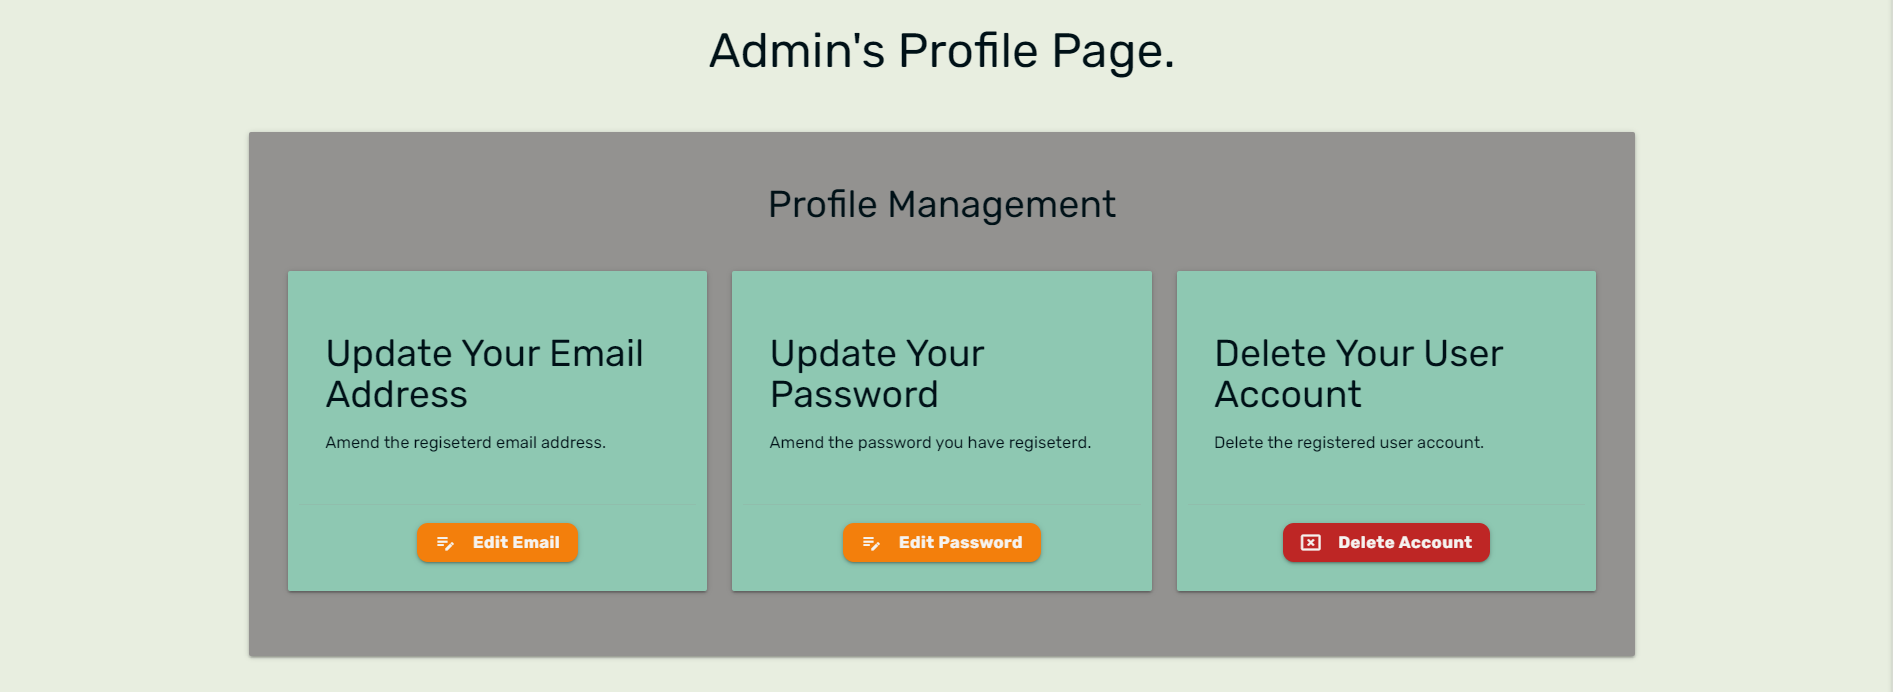 Admin's Profile Page.
Profile Management
Update Your Email
Address
Amend the regiseterd email address.
Edit Email
Update Your
Password
Amend the password you have regiseterd.
Edit Password
Delete Your User
Account
Delete the registered user account.
Delete Account